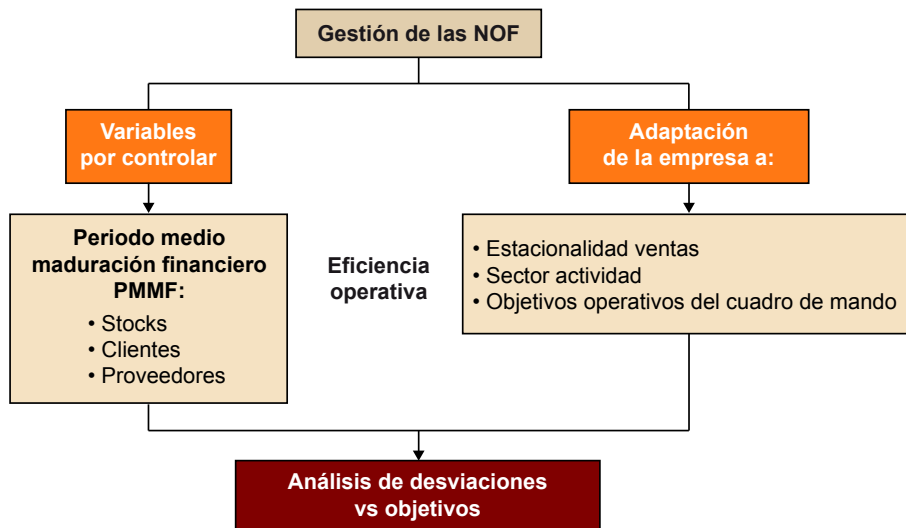 Gestión de las NOF
Variables
por controlar
Adaptación
de la empresa a:
Periodo medio
maduración financiero
PMMF:
• Stocks
• Clientes
• Proveedores
Eficiencia
operativa
• Estacionalidad ventas
• Sector actividad
• Objetivos operativos del cuadro de mando
Análisis de desviaciones
vs objetivos